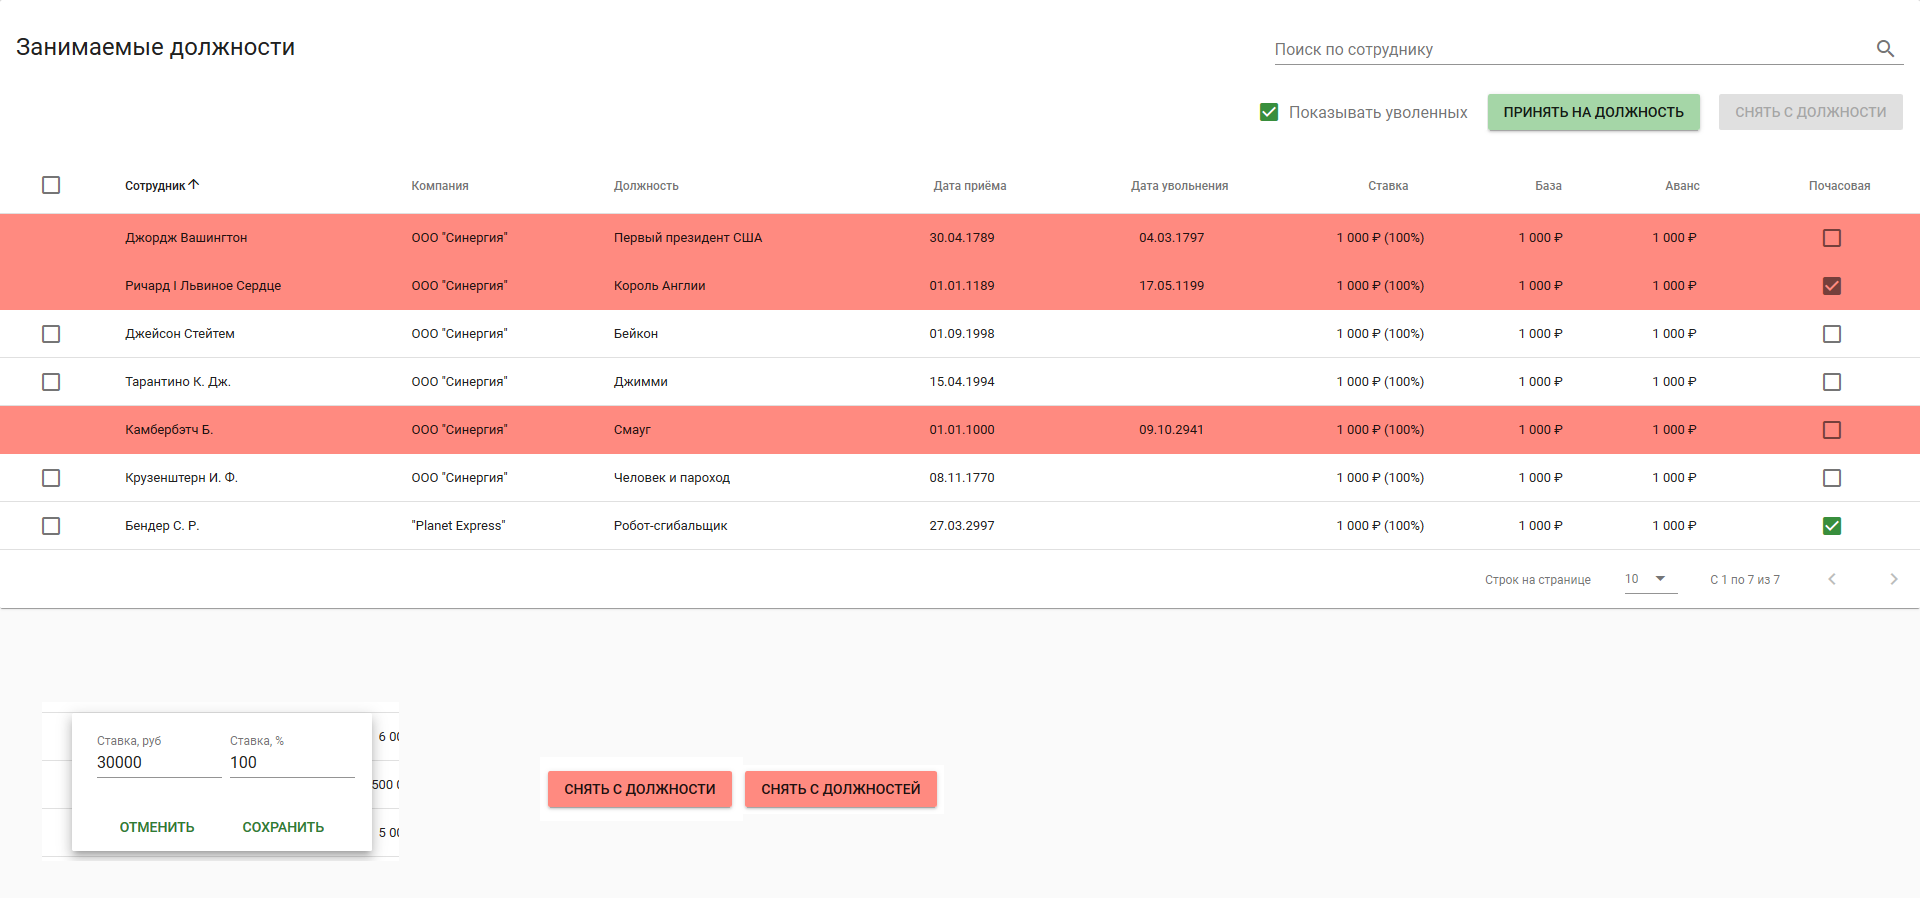 Занимаемые должности
Поиск по сотруднику
Показывать уволенных ПРИНЯТЬ НА ДОЛЖНОСТЬ СНЯТЬ С ДОЛЖНОСТИ
Сотрудник Компания Должность Дата приёма Дата увольнения Ставка База Аванс Почасовая
Джордж Вашингтон ООО "Синергия" Первый президент США 30.04.1789 04.03.1797 1 000 ₽ (100%) 1 000 ₽ 1 000 ₽
Ричард I Львиное Сердце ООО "Синергия" Король Англии 01.01.1189 17.05.1199 1 000 ₽ (100%) 1 000 ₽ 1 000 ₽
Джейсон Стейтем ООО "Синергия" Бейкон 01.09.1998 1 000 ₽ (100%) 1 000 ₽ 1 000 ₽
Тарантино К. Дж. ООО "Синергия" Джимми 15.04.1994 1 000 ₽ (100%) 1 000 ₽ 1 000 ₽
Камбербэтч Б. ООО "Синергия" Смауг 01.01.1000 09.10.2941 1 000 ₽ (100%) 1 000 ₽ 1 000 ₽
Крузенштерн И. Ф. ООО "Синергия" Человек и пароход 08.11.1770 1 000 ₽ (100%) 1 000 ₽ 1 000 ₽
Бендер С. Р. "Planet Express" Робот-сгибальщик 27.03.2997 1 000 ₽ (100%) 1 000 ₽ 1 000 ₽
Строк на странице 10 С 1 по 7 из 7
Ставка, руб Ставка, %
30000 100
ОТМЕНИТЬ СОХРАНИТЬ
СНЯТЬ С ДОЛЖНОСТИ СНЯТЬ С ДОЛЖНОСТЕЙ